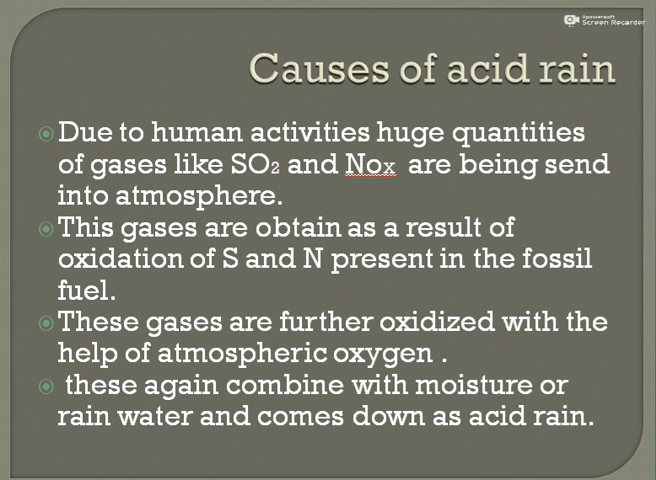 Apowersoft
Screen Recorder
Causes of acid rain
Due to human activities huge quantities
of gases like SO₂ and Nox are being send
into atmosphere.
This gases are obtain as a result of
oxidation of S and N present in the fossil
fuel.
These gases are further oxidized with the
help of atmospheric oxygen .
these again combine with moisture or
rain water and comes down as acid rain.